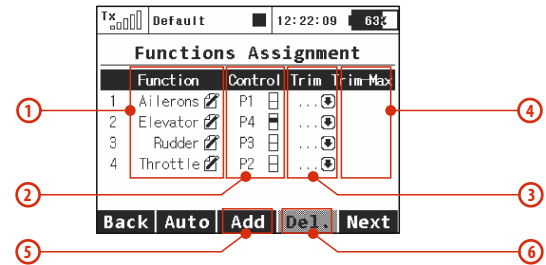 Tx Default 12:22:09 63%
Functions Assignment
Function Control Trim Trim-Max
1 Ailerons P1 ...
2 Elevator P4 ...
3 Rudder P3 ...
4 Throttle P2 ...
Back Auto Add Del. Next
1
2
3
4
5
6